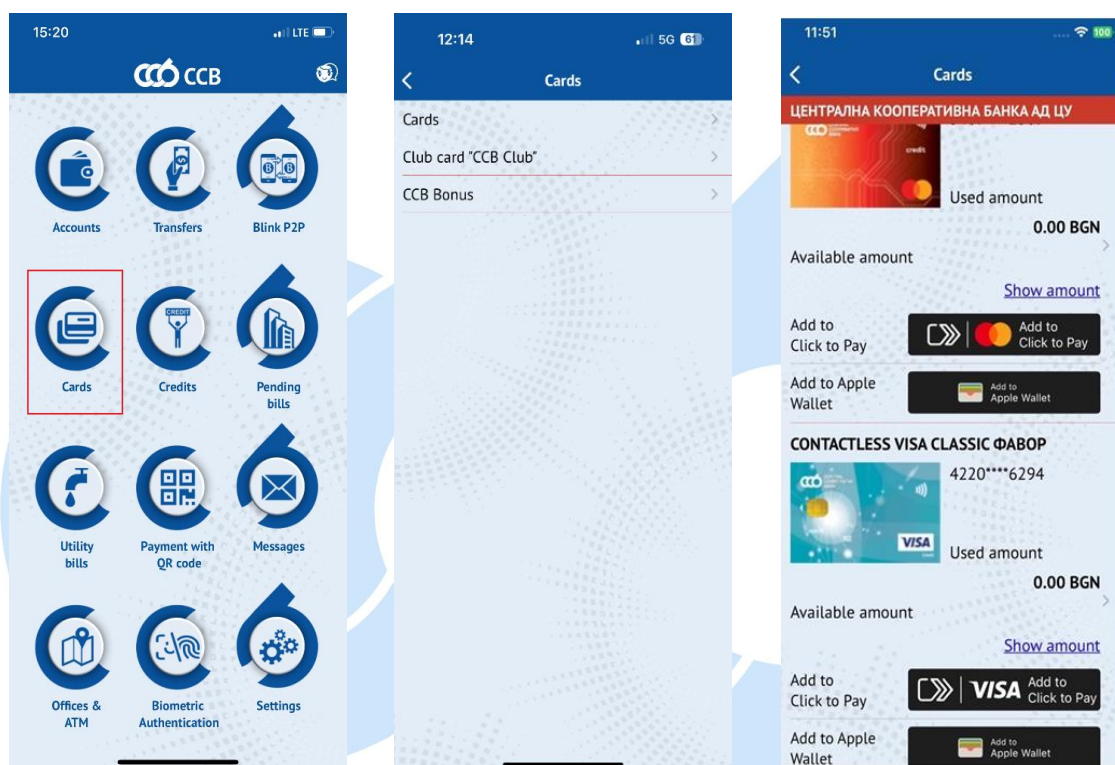 15:20
LTE
CCB
Accounts
Transfers
Blink P2P
CREDIT
Cards
Credits
Pending
bills
Utility
bills
Payment with
QR code
Messages
Offices &
ATM
Biometric
Authentication
Settings
12:14
5G 61
Cards
Cards
Club card "CCB Club"
CCB Bonus
11:51
100
Cards
ЦЕНТРАЛНА КООПЕРАТИВНА БАНКА АД ЦУ
credit
Used amount
0.00 BGN
Available amount
Show amount
Add to
Click to Pay
Add to
Click to Pay
Add to Apple
Wallet
Add to
Apple Wallet
CONTACTLESS VISA CLASSIC ФАВОР
4220****6294
VISA
Used amount
0.00 BGN
Available amount
Show amount
Add to
Click to Pay
VISA
Add to
Click to Pay
Add to Apple
Wallet
Add to
Apple Wallet